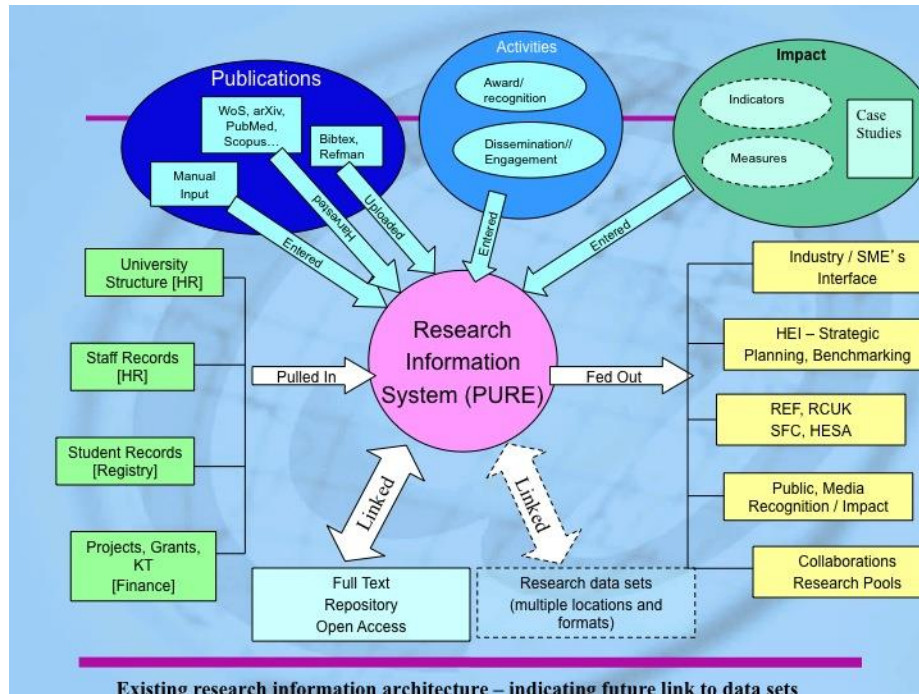 Publications
WoS, arXiv,
PubMed,
Scopus…
Bibtex,
Refman
Manual
Input
Activities
Award/
recognition
Dissemination//
Engagement
Impact
Indicators
Measures
Case
Studies
Entered
Harvested
Uploaded
Entered
Entered
University
Structure [HR]
Staff Records
[HR]
Student Records
[Registry]
Projects, Grants,
KT
[Finance]
Pulled In
Research
Information
System (PURE)
Fed Out
Industry / SME's
Interface
HEI – Strategic
Planning, Benchmarking
REF, RCUK
SFC, HESA
Public, Media
Recognition / Impact
Collaborations
Research Pools
Linked
Linked
Full Text
Repository
Open Access
Research data sets
(multiple locations and
formats)
Existing research information architecture – indicating future link to data sets